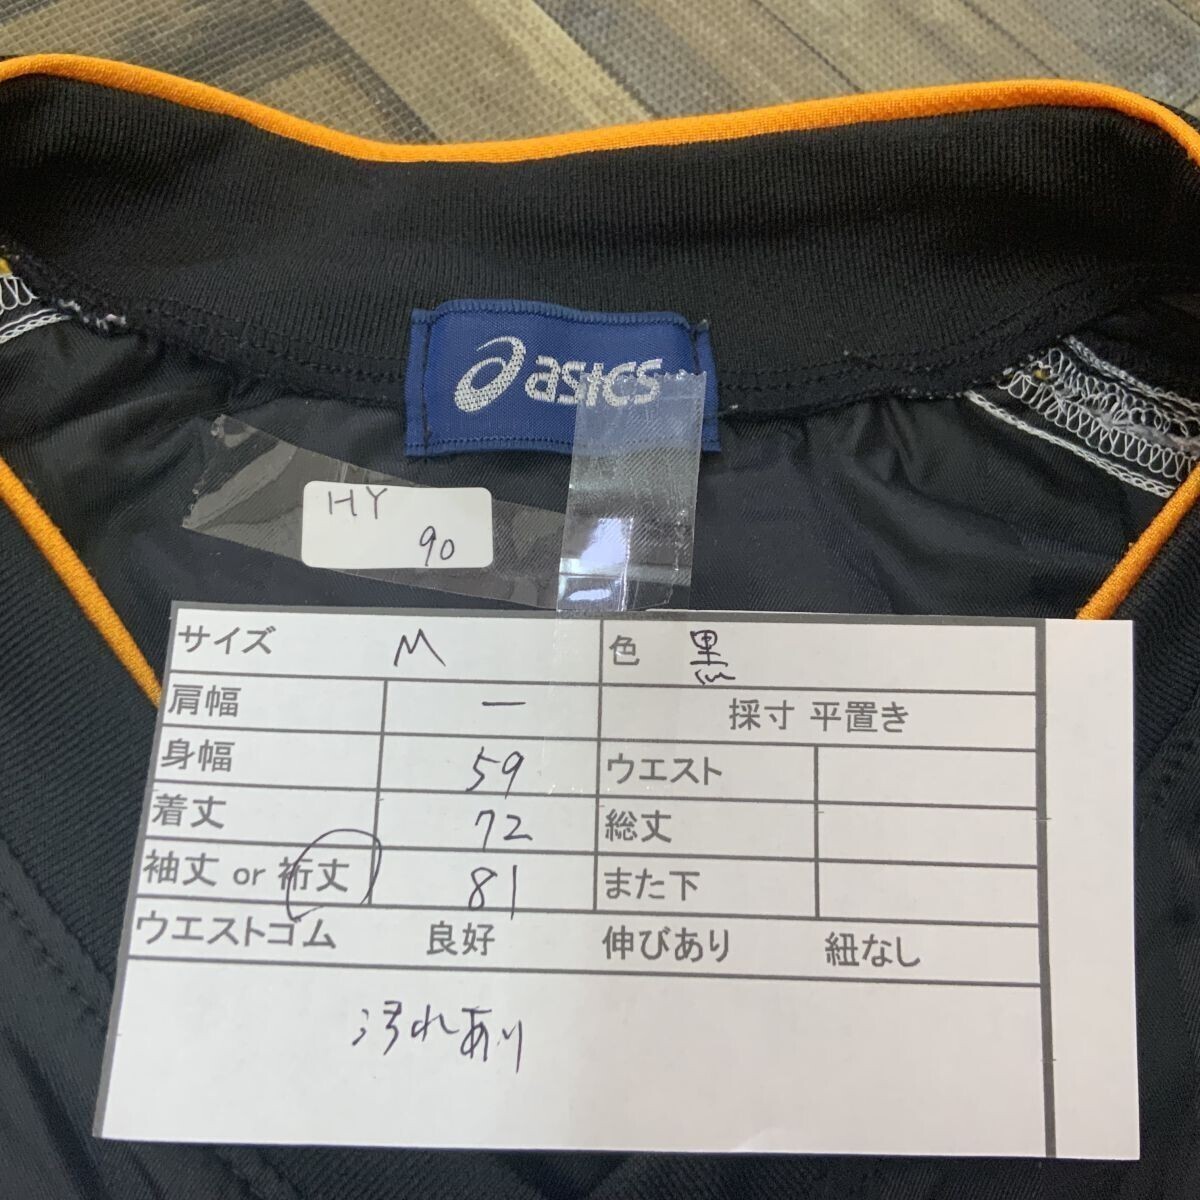 asics
HY
90
サイズ M 色 黒
肩幅 一 採寸 平置き
身幅 59 ウエスト
着丈 72 総丈
袖丈 or 裄丈 81 また下
ウエストゴム 良好 伸びあり 紐なし
汚れあり